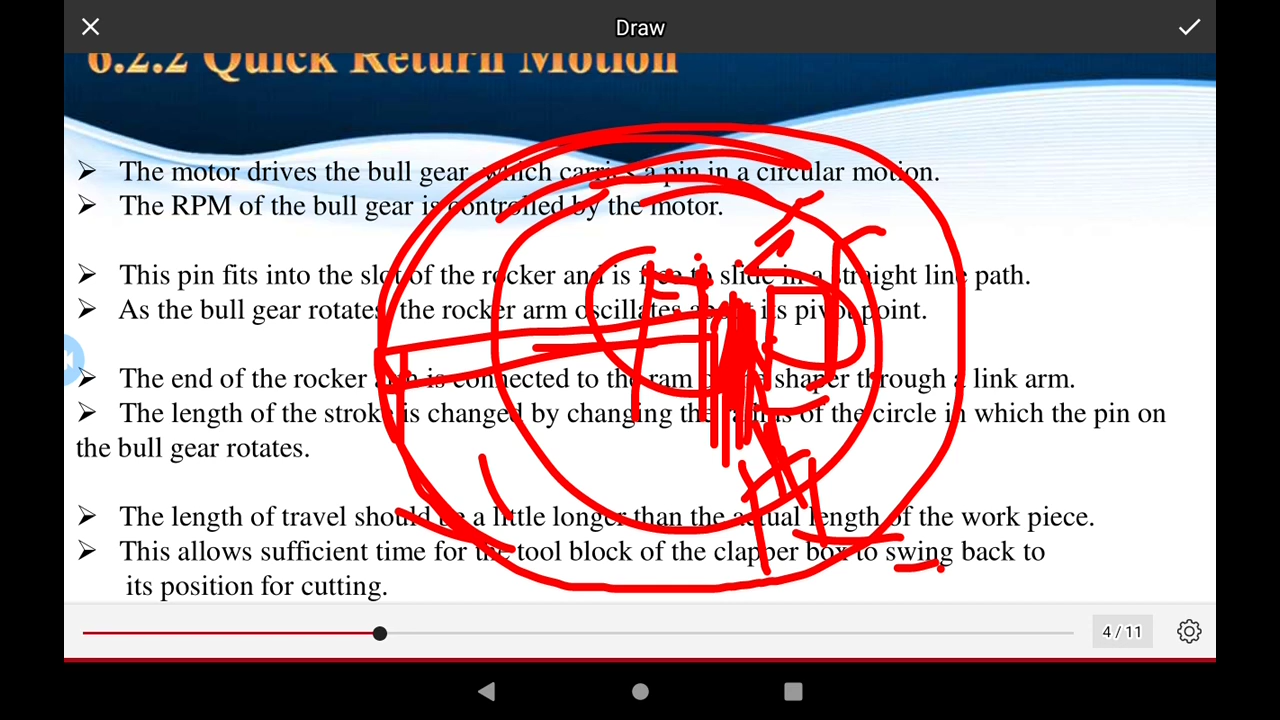 Draw
6.2.2 Quick Return Motion
➢ The motor drives the bull gear, which carries a pin in a circular motion.
➢ The RPM of the bull gear is controlled by the motor.
➢ This pin fits into the slot of the rocker and is free to slide in a straight line path.
➢ As the bull gear rotates, the rocker arm oscillates about its pivot point.
➢ The end of the rocker arm is connected to the ram of the shaper through a link arm.
➢ The length of the stroke is changed by changing the radius of the circle in which the pin on
the bull gear rotates.
➢ The length of travel should be a little longer than the actual length of the work piece.
➢ This allows sufficient time for the tool block of the clapper box to swing back to
its position for cutting.
4 / 11